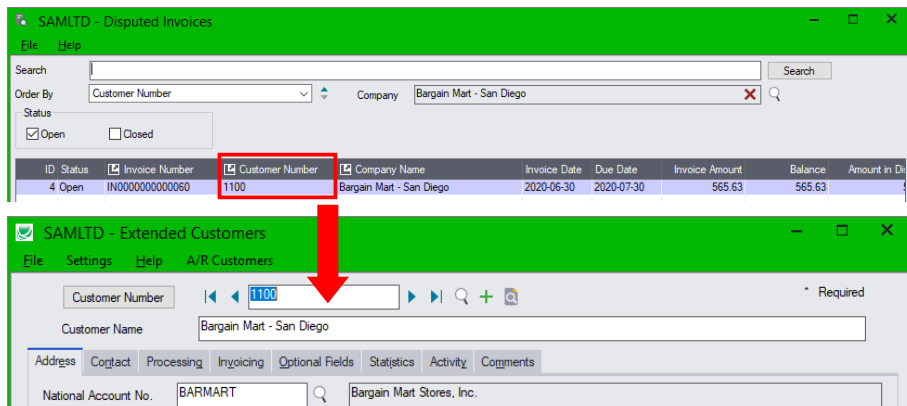 SAMLTD - Disputed Invoices
File Help
Search Search
Order By Customer Number Company Bargain Mart - San Diego
Status
Open Closed
ID Status Invoice Number Customer Number Company Name Invoice Date Due Date Invoice Amount Balance Amount in Di
4 Open IN0000000000060 1100 Bargain Mart - San Diego 2020-06-30 2020-07-30 565.63 565.63
SAMLTD - Extended Customers
File Settings Help A/R Customers
Customer Number 1100 * Required
Customer Name Bargain Mart - San Diego
Address Contact Processing Invoicing Optional Fields Statistics Activity Comments
National Account No. BARMART Bargain Mart Stores, Inc.